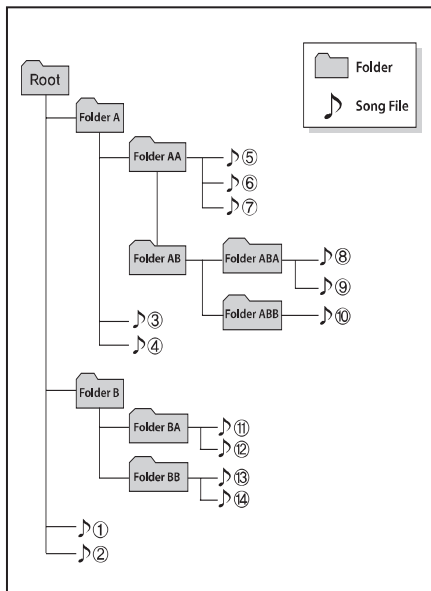 Folder
Song File
Root
Folder A
Folder AA
♪⑤
♪⑥
♪⑦
Folder AB
Folder ABA
♪⑧
♪⑨
Folder ABB
♪⑩
♪③
♪④
Folder B
Folder BA
♪⑪
♪⑫
Folder BB
♪⑬
♪⑭
♪①
♪②